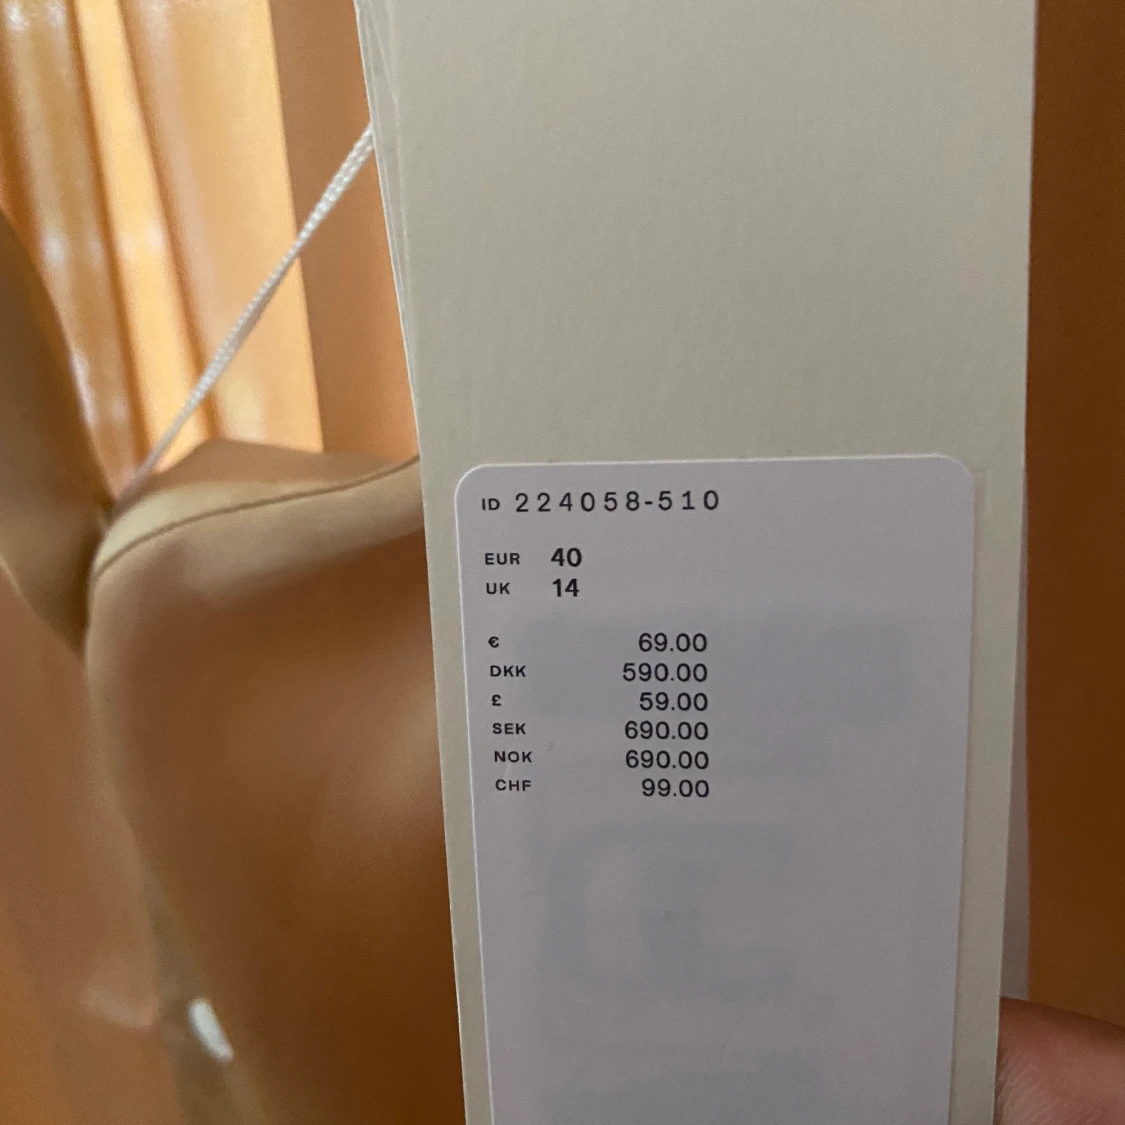 ID 224058-510
EUR 40
UK 14
€ 69.00
DKK 590.00
£ 59.00
SEK 690.00
NOK 690.00
CHF 99.00